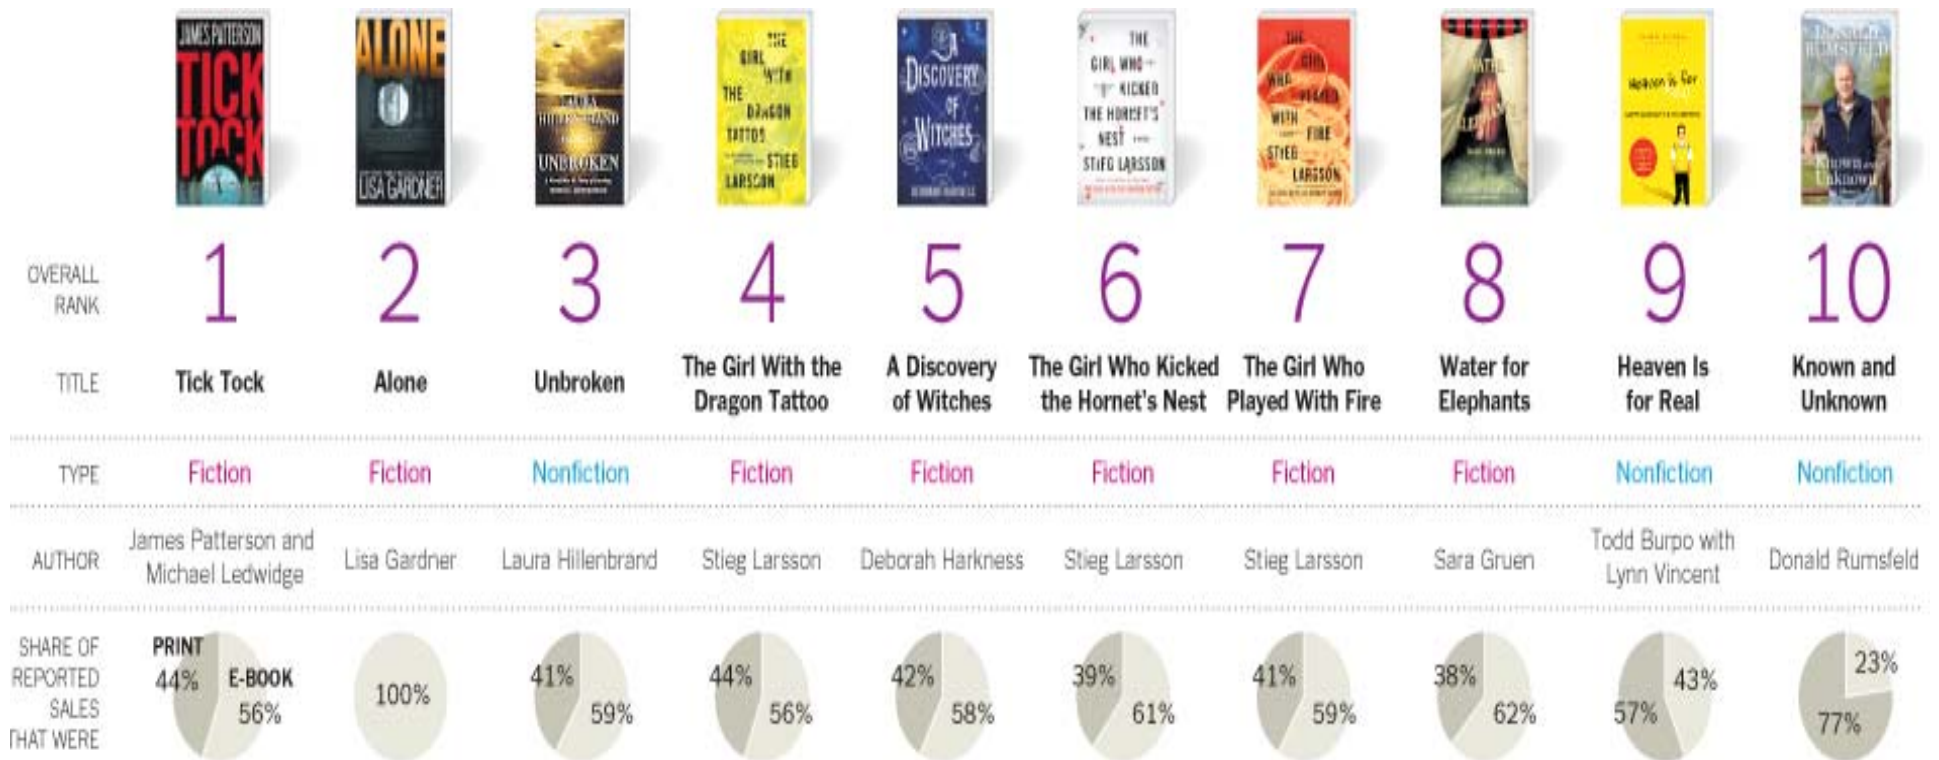 JAMES PATTERSON
TICK
TOCK
ALONE
LISA GARDNER
UNBROKEN
THE
GIRL
WITH
THE
DRAGON
TATTOO
STIEG
LARSSON
A
DISCOVERY
OF
WITCHES
THE
GIRL WHO
KICKED
THE HORNET'S
NEST
STIEG LARSSON
THE
GIRL
WHO
PLAYED
WITH
FIRE
STIEG
LARSSON
Heaven is for
Known and
Unknown
OVERALL
RANK
1 2 3 4 5 6 7 8 9 10
TITLE
Tick Tock
Alone
Unbroken
The Girl With the
Dragon Tattoo
A Discovery
of Witches
The Girl Who Kicked
the Hornet's Nest
The Girl Who
Played With Fire
Water for
Elephants
Heaven Is
for Real
Known and
Unknown
TYPE
Fiction Fiction Nonfiction Fiction Fiction Fiction Fiction Fiction Nonfiction Nonfiction
AUTHOR
James Patterson and
Michael Ledwidge
Lisa Gardner
Laura Hillenbrand
Stieg Larsson
Deborah Harkness
Stieg Larsson
Stieg Larsson
Sara Gruen
Todd Burpo with
Lynn Vincent
Donald Rumsfeld
SHARE OF
REPORTED
SALES
THAT WERE
PRINT
44%
E-BOOK
56%
100%
41%
59%
44%
56%
42%
58%
39%
61%
41%
59%
38%
62%
43%
57%
23%
77%